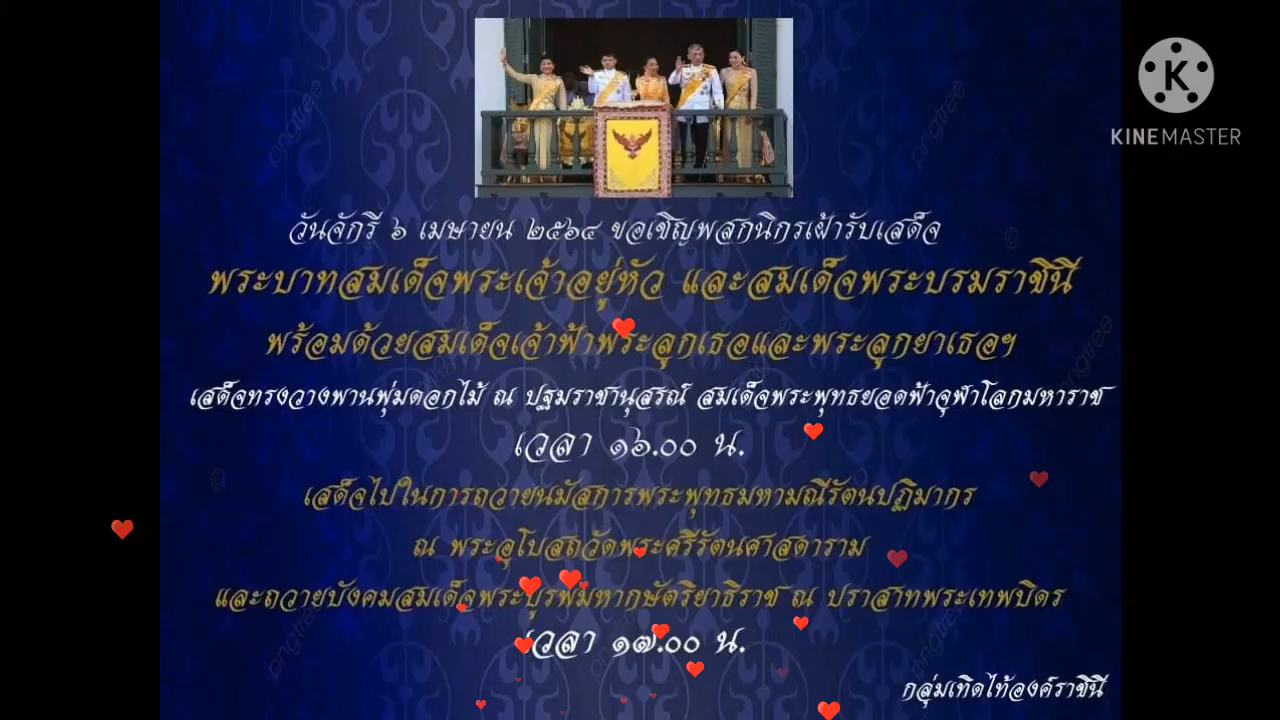 KINEMASTER
วันจักรี ๖ เมษายน ๒๕๖๔ ขอเชิญพสกนิกรเฝ้ารับเสด็จ
พระบาทสมเด็จพระเจ้าอยู่หัว และสมเด็จพระบรมราชินี
พร้อมด้วยสมเด็จเจ้าฟ้าพระลูกเธอและพระลูกยาเธอฯ
เสด็จทรงวางพานพุ่มดอกไม้ ณ ปฐมราชานุสรณ์ สมเด็จพระพุทธยอดฟ้าจุฬาโลกมหาราช
เวลา ๑๖.๐๐ น.
เสด็จไปในการถวายนมัสการพระพุทธมหามณีรัตนปฏิมากร
ณ พระอุโบสถวัดพระศรีรัตนศาสดาราม
และถวายบังคมสมเด็จพระบูรพมหากษัตริยาธิราช ณ ปราสาทพระเทพบิดร
เวลา ๑๗.๐๐ น.
กลุ่มเทิดไท้องค์ราชินี
pngtree
pngtree
pngtree
pngtree
pngtree